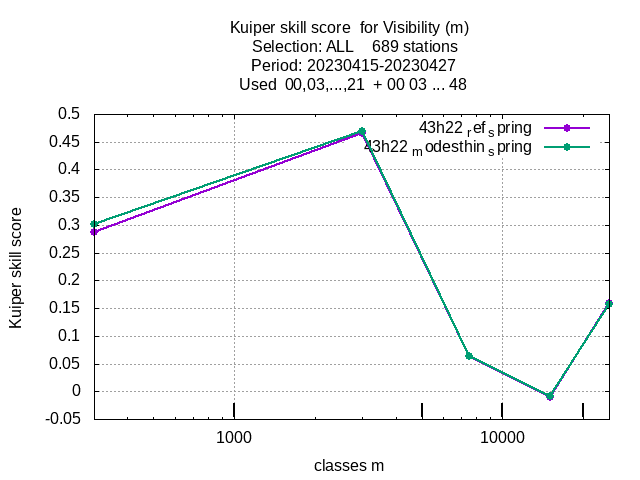 Kuiper skill score  for Visibility (m)
Selection: ALL    689 stations
Period: 20230415-20230427
Used  00,03,...,21  + 00 03 ... 48
0.5
0.45
0.4
0.35
0.3
0.25
0.2
0.15
0.1
0.05
0
-0.05
Kuiper skill score
43h22 ref spring
43h22 modesthin spring
1000
10000
classes m